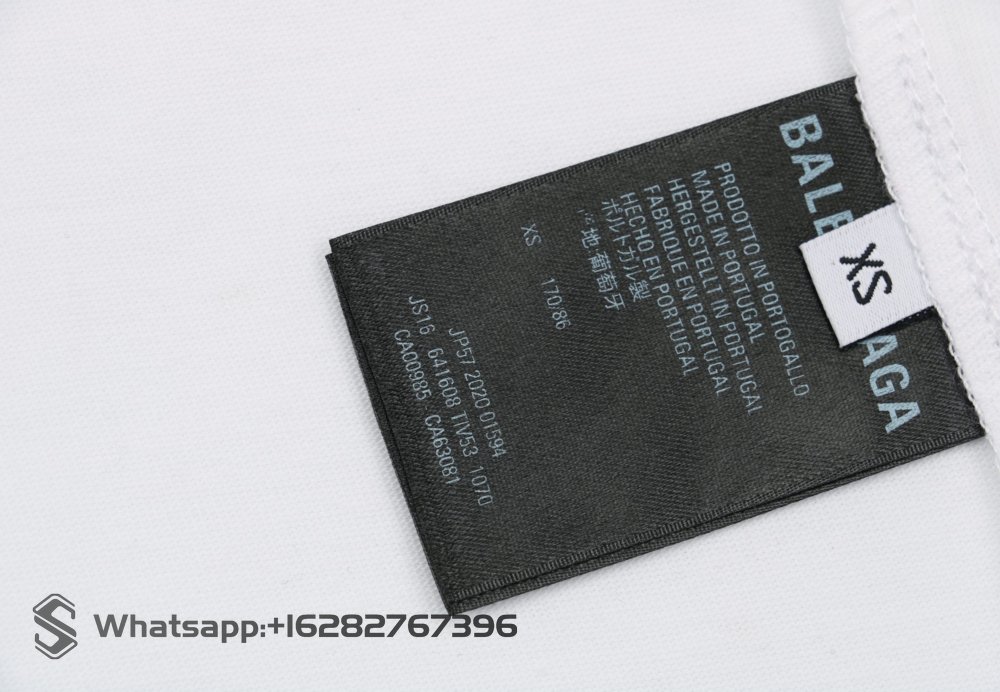 BALE
AGA
XS
PRODOTTO IN PORTOGALLO
MADE IN PORTUGAL
HERGESTELLT IN PORTUGAL
FABRIQUE EN PORTUGAL
HECHO EN PORTUGAL
ポルトガル製
地 葡萄牙
XS 170/86
JP57 2020 01594
JS16 641608 TIV53 1070
CA00985 CA63081
Whatsapp:+16282767396